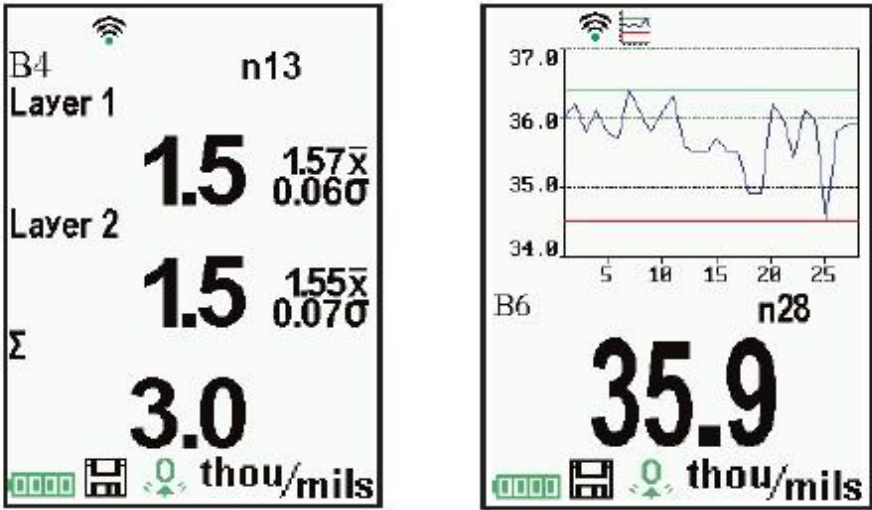 B4 n13
Layer 1
1.5 1.57x̄
0.06σ
Layer 2
1.5 1.55x̄
0.07σ
Σ
3.0
0 thou/mils
37.0
36.0
35.0
34.0
5 10 15 20 25
B6 n28
35.9
0 thou/mils